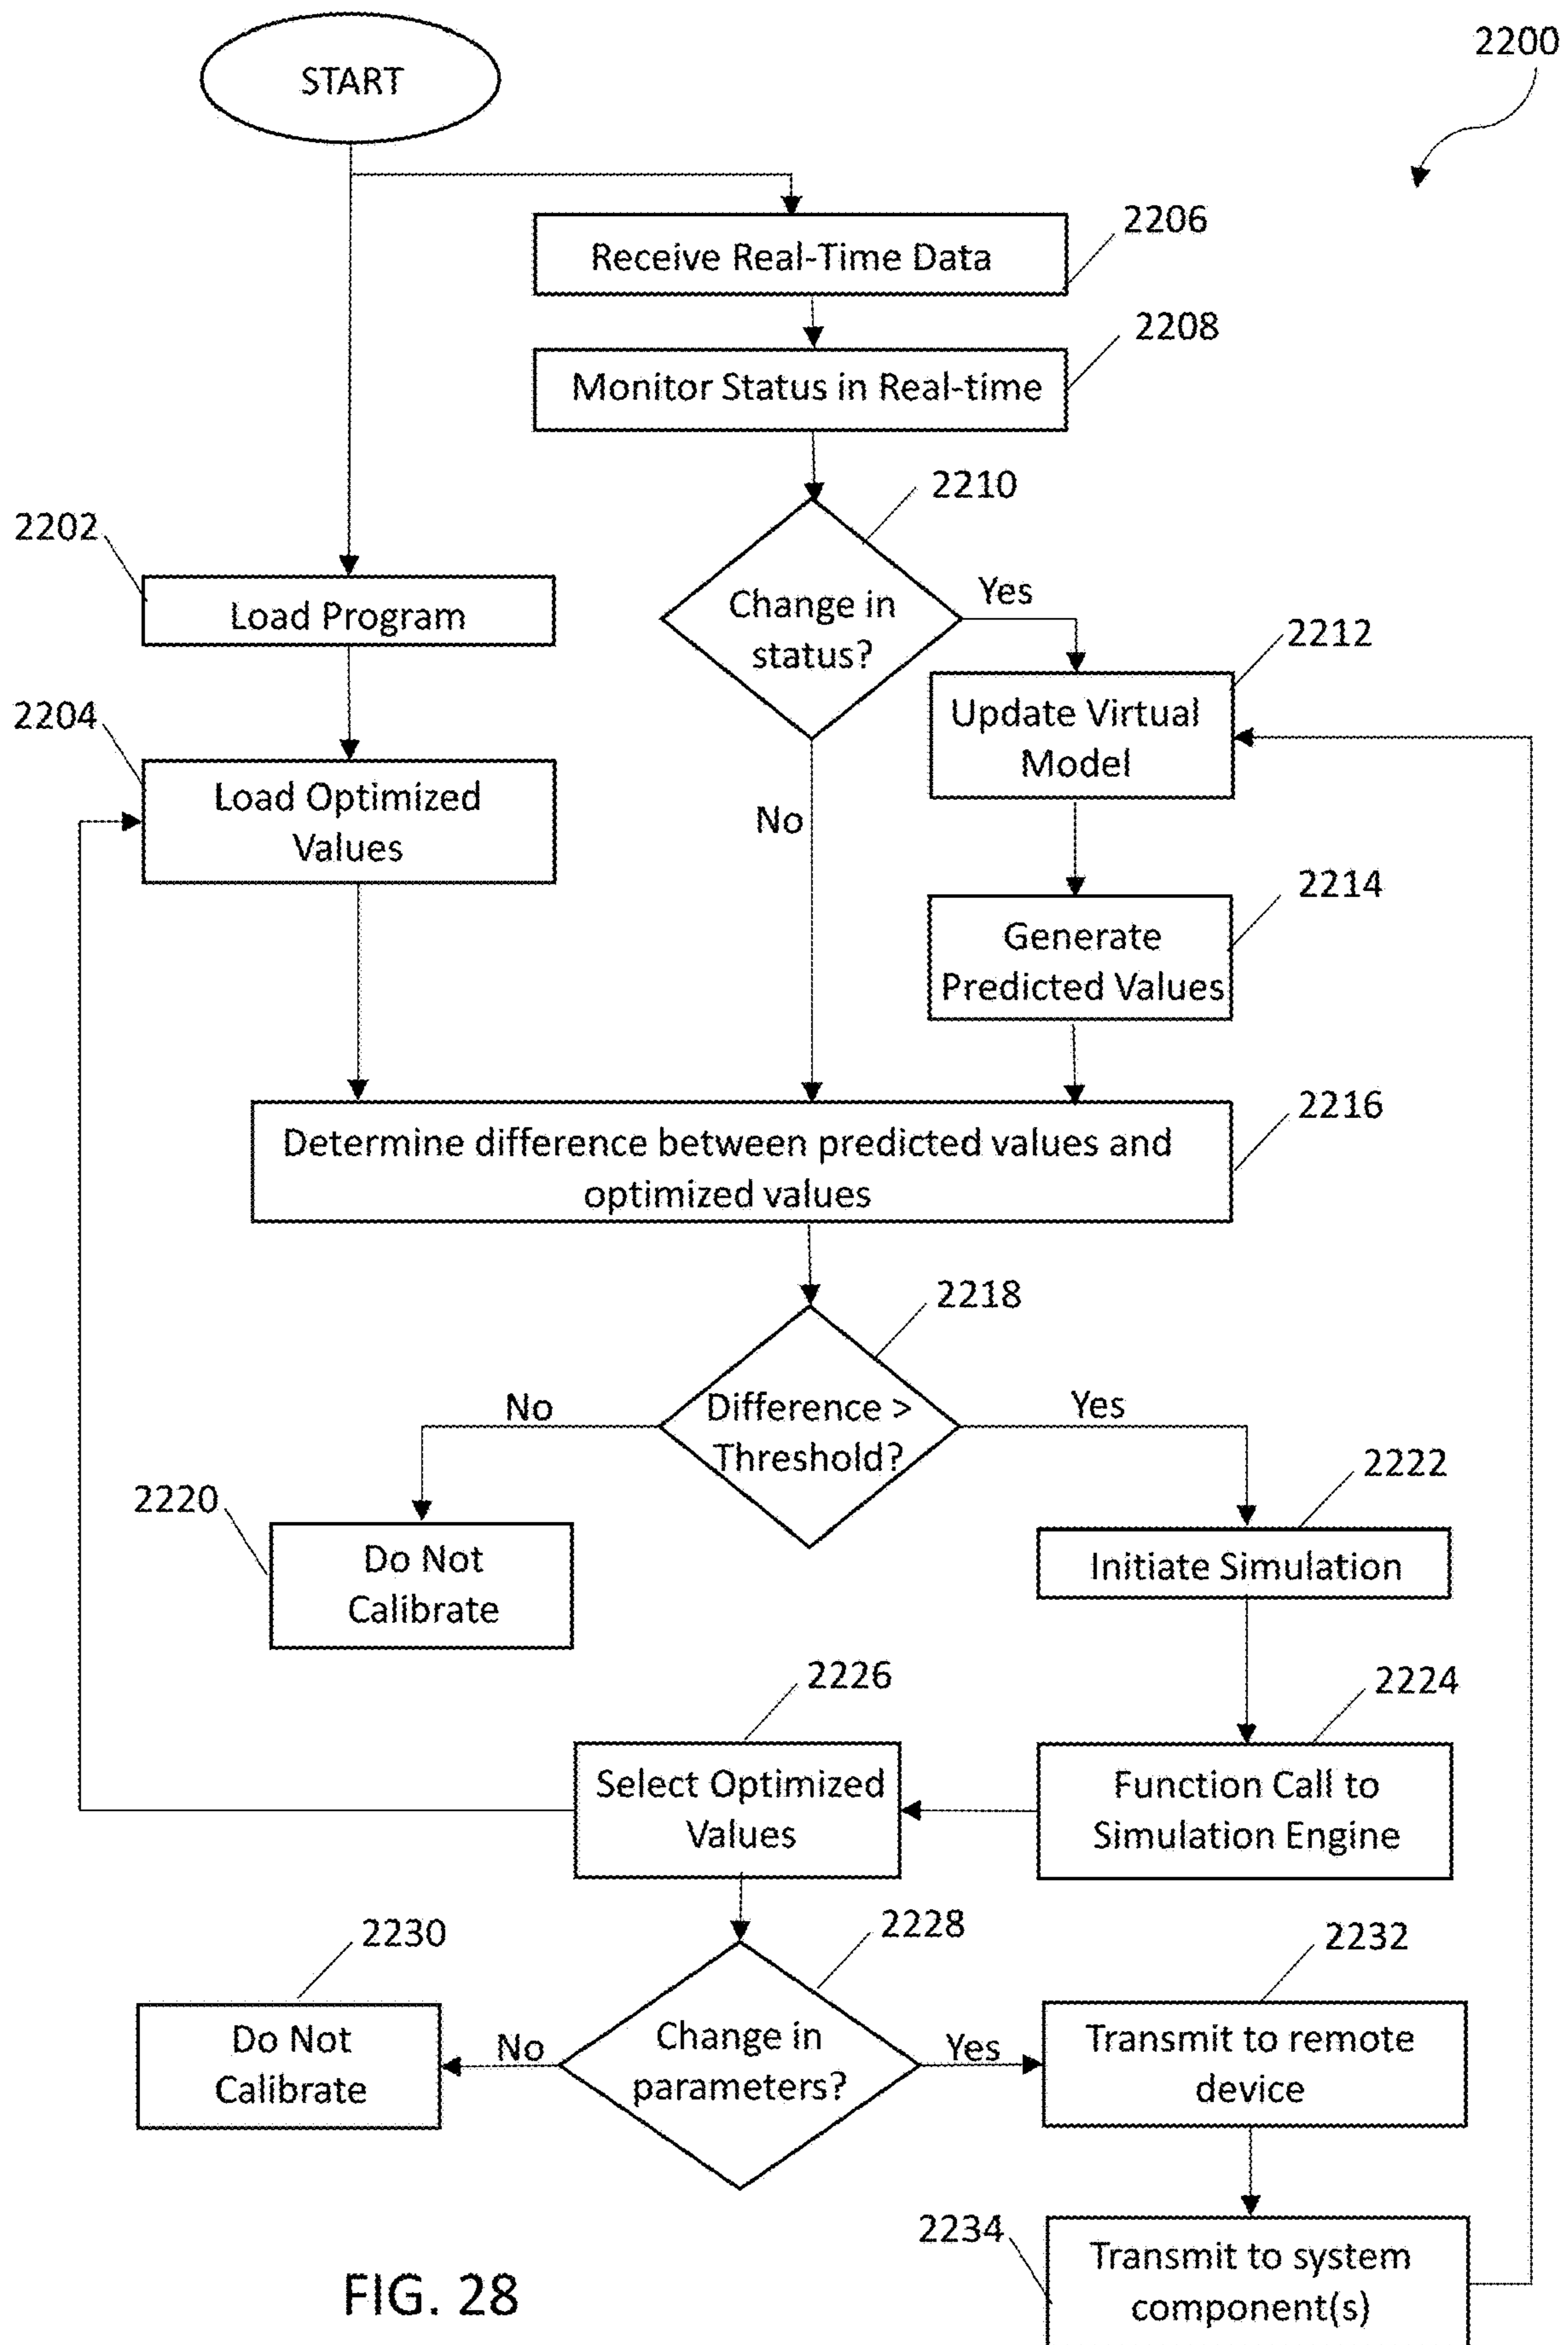 START
2200
Receive Real-Time Data
2206
Monitor Status in Real-time
2208
2210
Change in
status?
Yes
No
2202
Load Program
2204
Load Optimized
Values
2212
Update Virtual
Model
2214
Generate
Predicted Values
2216
Determine difference between predicted values and
optimized values
2218
Difference >
Threshold?
No
Yes
2220
Do Not
Calibrate
2222
Initiate Simulation
2224
Function Call to
Simulation Engine
2226
Select Optimized
Values
2228
Change in
parameters?
No
Yes
2230
Do Not
Calibrate
2232
Transmit to remote
device
2234
Transmit to system
component(s)
FIG. 28